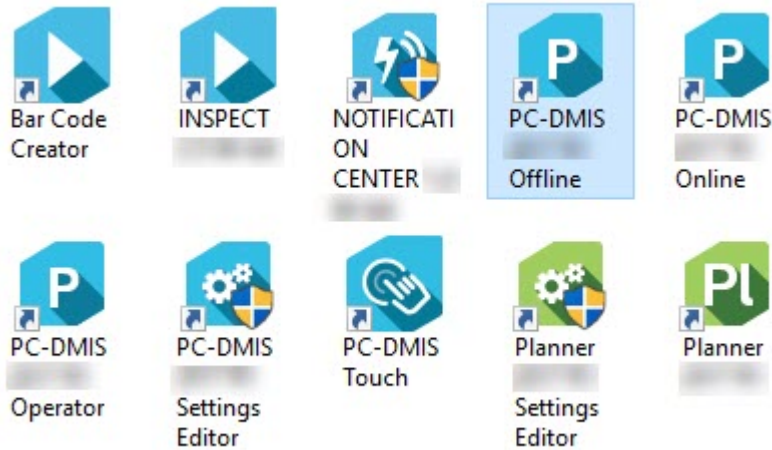 P
P
Bar Code
Creator
INSPECT
NOTIFICATI
ON
CENTER
PC-DMIS
Offline
PC-DMIS
Online
P
Pl
PC-DMIS
Operator
PC-DMIS
Settings
Editor
PC-DMIS
Touch
Planner
Settings
Editor
Planner